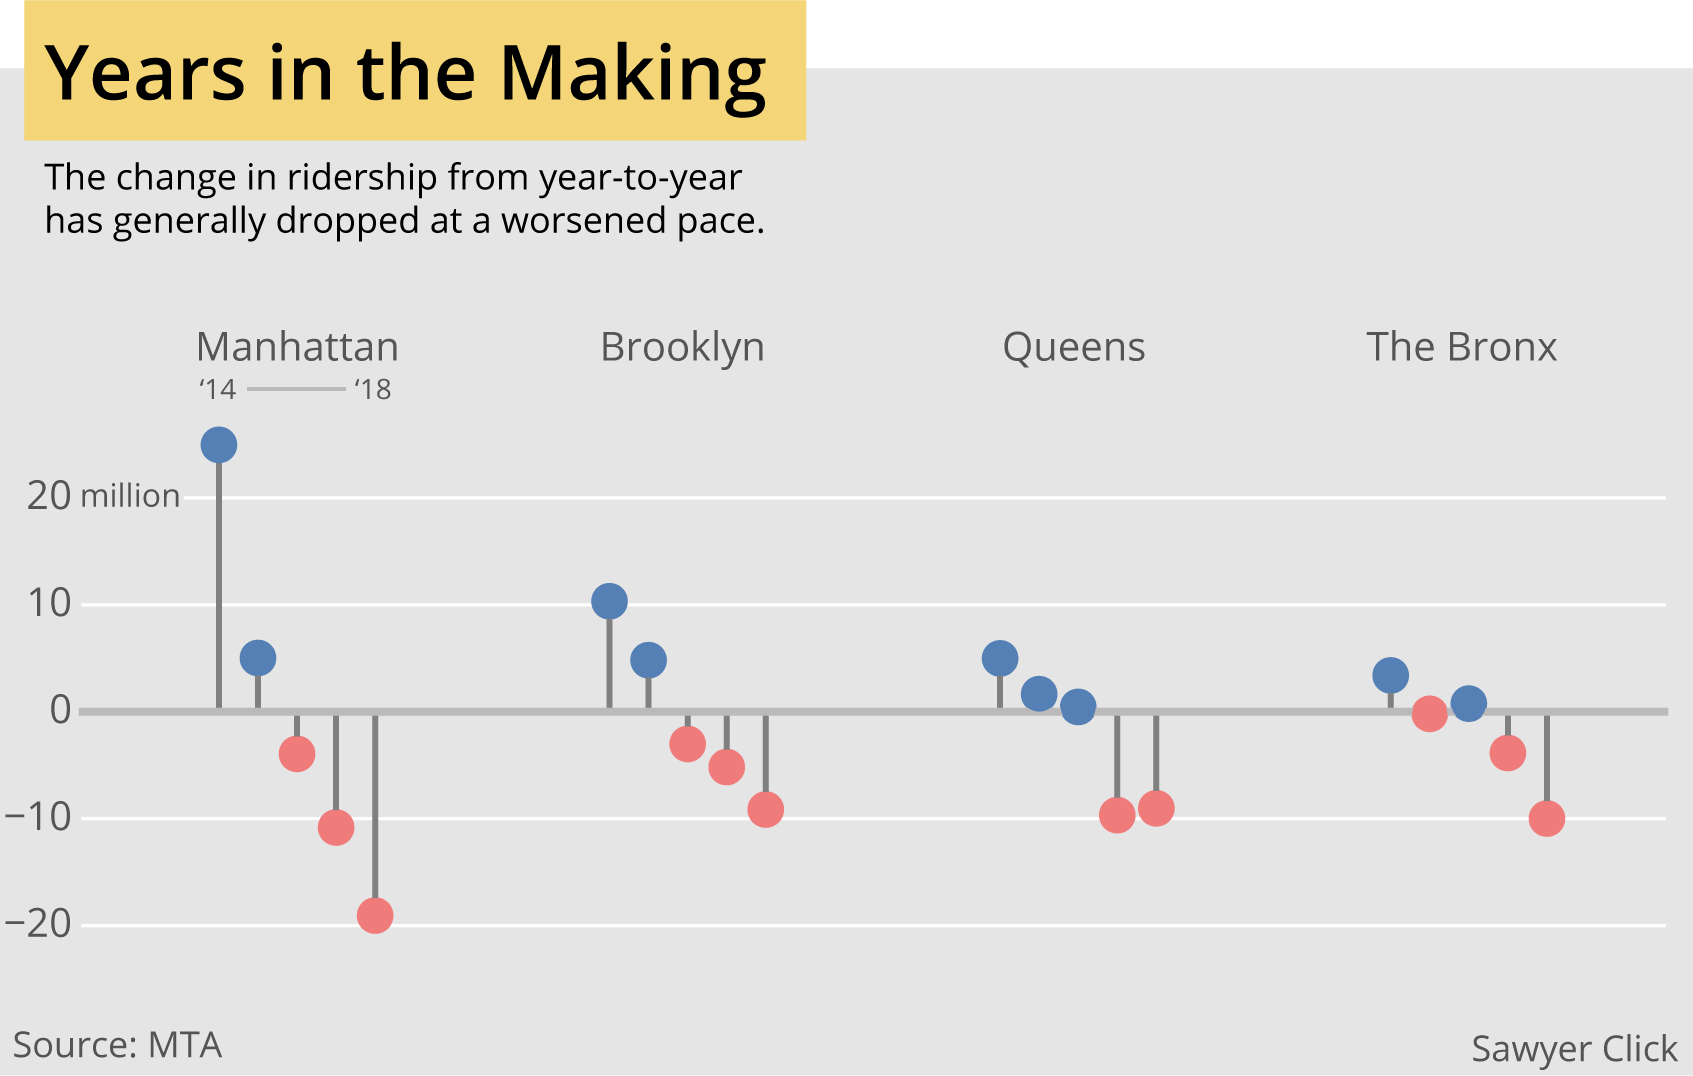 Years in the Making
The change in ridership from year-to-year
has generally dropped at a worsened pace.
Manhattan Brooklyn Queens The Bronx
‘14 ‘18
20 million
10
0
−10
−20
Source: MTA
Sawyer Click